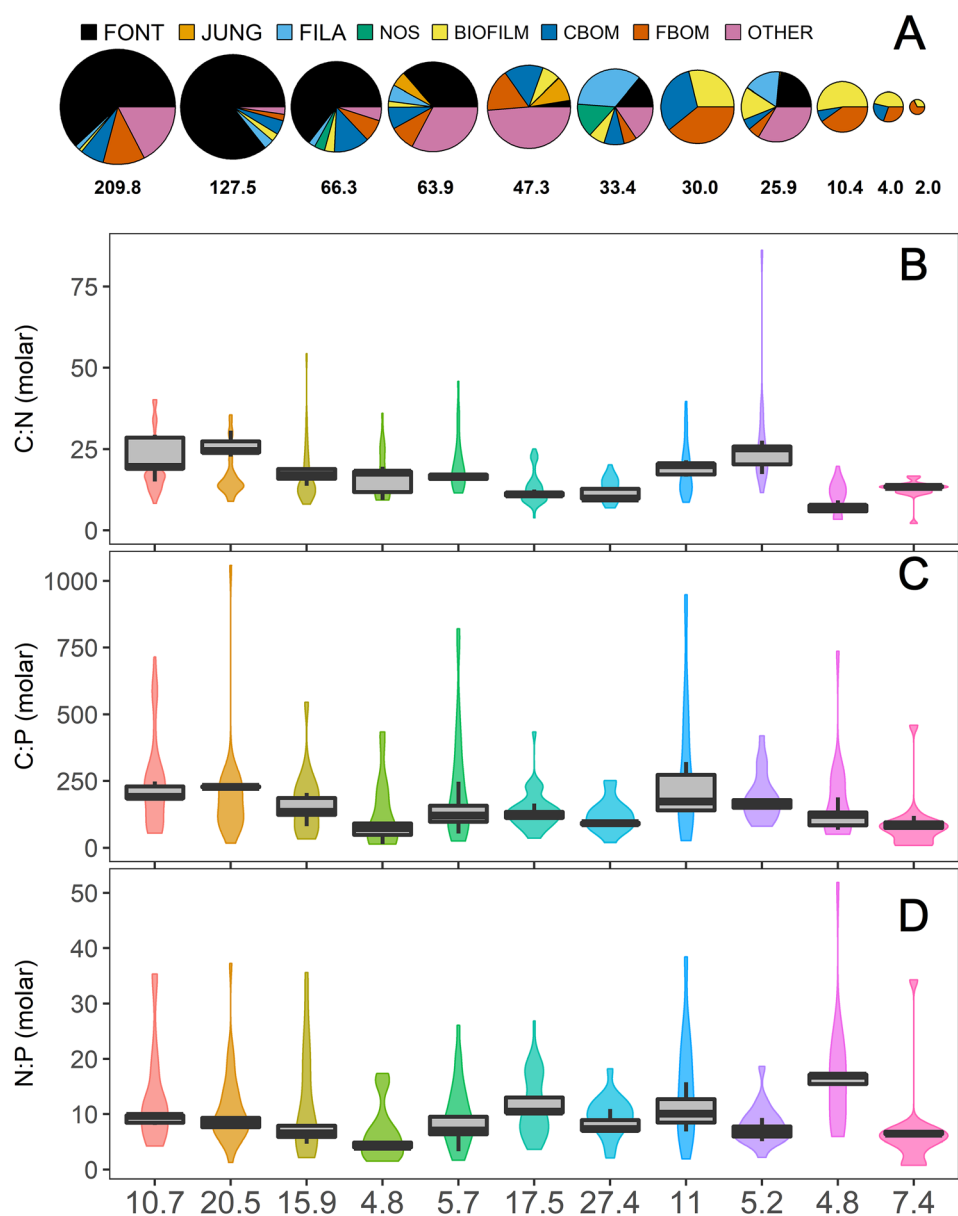 A
FONT JUNG FILA NOS BIOFILM CBOM FBOM OTHER
209.8 127.5 66.3 63.9 47.3 33.4 30.0 25.9 10.4 4.0 2.0
B
C:N (molar)
75
50
25
0
C
C:P (molar)
1000
750
500
250
0
D
N:P (molar)
50
40
30
20
10
0
10.7 20.5 15.9 4.8 5.7 17.5 27.4 11 5.2 4.8 7.4